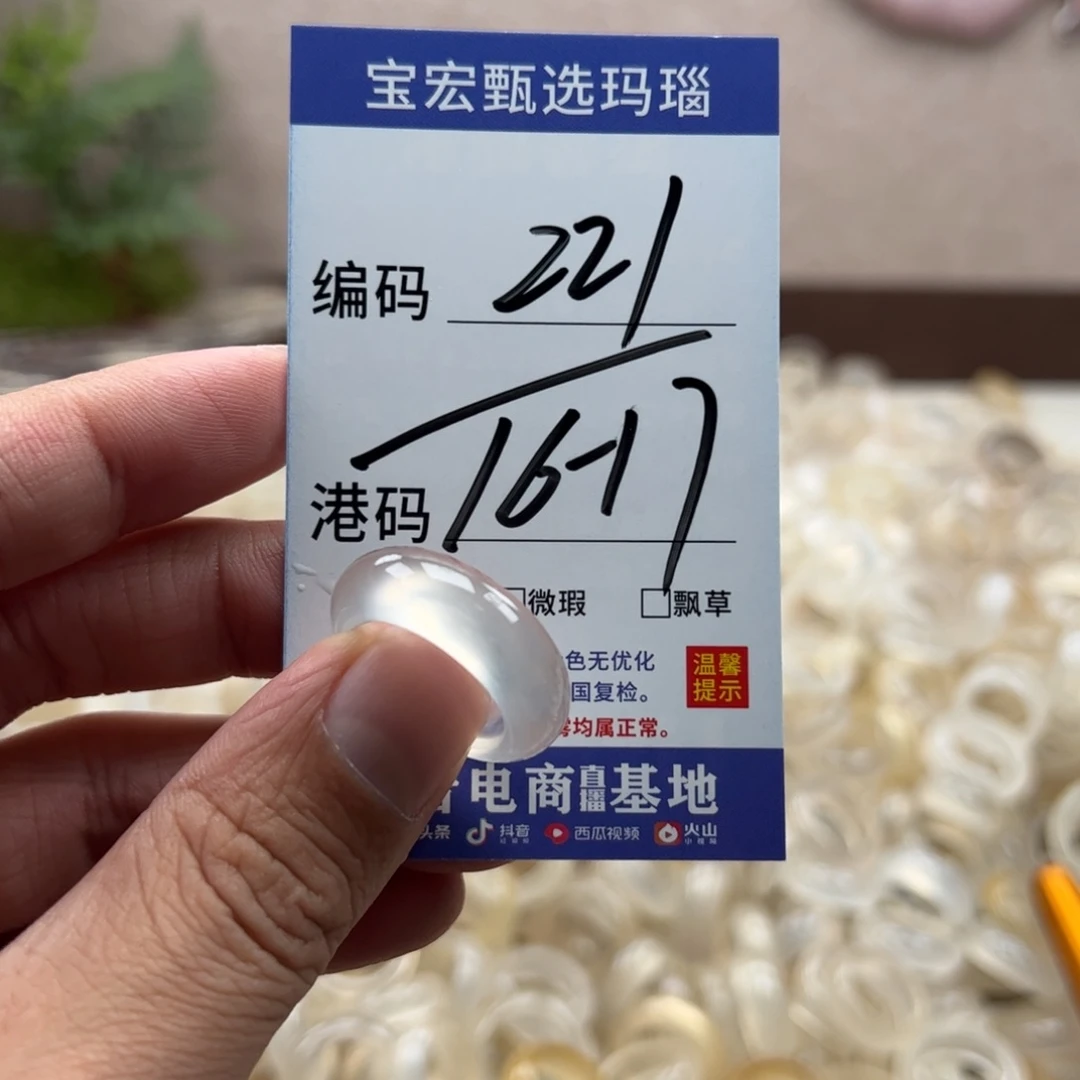 宝宏甄选玛瑙
编码 221
港码 16-17
微瑕 □飘草
色无优化
国复检。
温馨提示
均属正常。
电商直播基地
头条 抖音 西瓜视频 火山